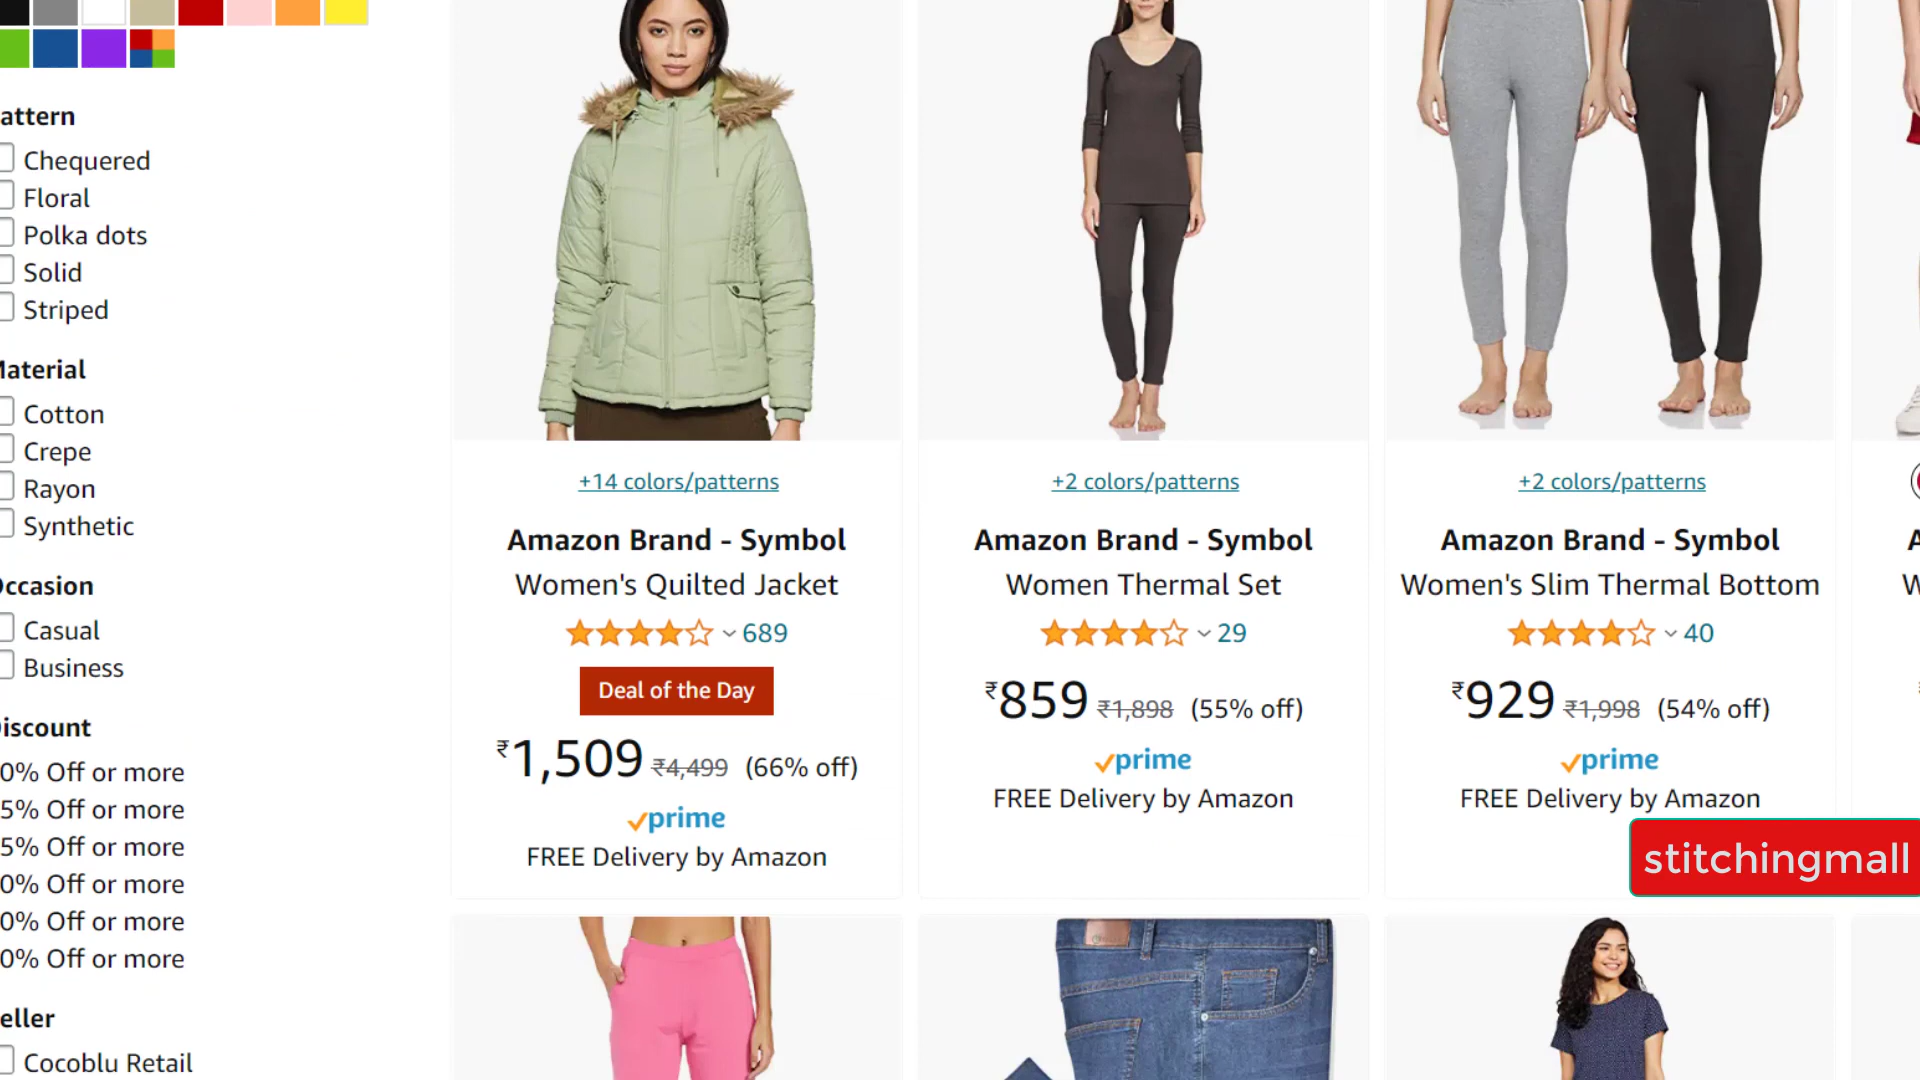 attern
Chequered
Floral
Polka dots
Solid
Striped
Material
Cotton
Crepe
Rayon
Synthetic
Occasion
Casual
Business
iscount
0% Off or more
5% Off or more
5% Off or more
0% Off or more
0% Off or more
0% Off or more
eller
Cocoblu Retail
+14 colors/patterns
Amazon Brand - Symbol
Women's Quilted Jacket
689
Deal of the Day
₹1,509 ₹4,499 (66% off)
prime
FREE Delivery by Amazon
+2 colors/patterns
Amazon Brand - Symbol
Women Thermal Set
29
₹859 ₹1,898 (55% off)
prime
FREE Delivery by Amazon
+2 colors/patterns
Amazon Brand - Symbol
Women's Slim Thermal Bottom
40
₹929 ₹1,998 (54% off)
prime
FREE Delivery by Amazon
A
W
stitchingmall